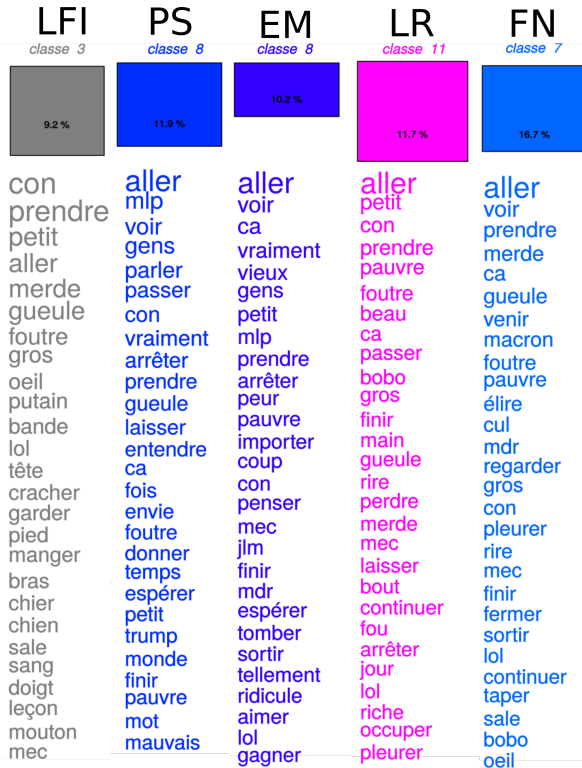 LFI PS EM LR FN
classe 3 classe 8 classe 8 classe 11 classe 7
9.2 % 11.9 % 10.2 % 11.7 % 16.7 %
con
prendre
petit
aller
merde
gueule
foutre
gros
oeil
putain
bande
lol
tête
cracher
garder
pied
manger
bras
chier
chien
sale
sang
doigt
leçon
mouton
mec
aller
mlp
voir
gens
parler
passer
con
vraiment
arrêter
prendre
gueule
laisser
entendre
ca
fois
envie
foutre
donner
temps
espérer
petit
trump
monde
finir
pauvre
mot
mauvais
aller
voir
ca
vraiment
vieux
gens
petit
mlp
prendre
arrêter
peur
pauvre
importer
coup
con
penser
mec
jlm
finir
mdr
espérer
tomber
sortir
tellement
ridicule
aimer
lol
gagner
aller
petit
con
prendre
pauvre
foutre
beau
ca
passer
bobo
gros
finir
main
gueule
rire
perdre
merde
mec
laisser
bout
continuer
fou
arrêter
jour
lol
riche
occuper
pleurer
aller
voir
prendre
merde
ca
gueule
venir
macron
foutre
pauvre
élire
cul
mdr
regarder
gros
con
pleurer
rire
mec
finir
fermer
sortir
lol
continuer
taper
sale
bobo
oeil